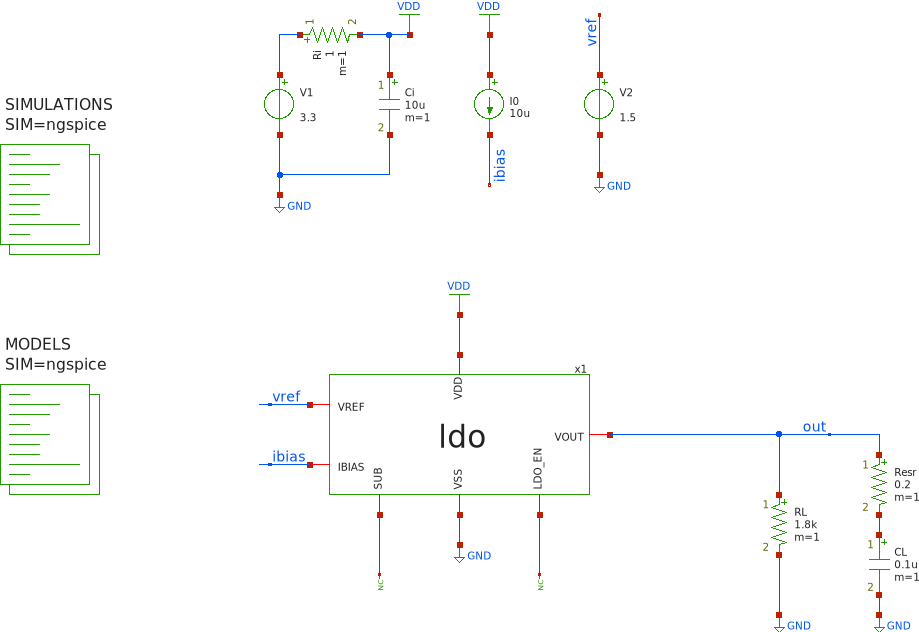 VDD
VDD
1
2
+
Ri
1
m=1
vref
V1
3.3
+
1
+
Ci
10u
m=1
2
+
I0
10u
ibias
+
V2
1.5
GND
GND
SIMULATIONS
SIM=ngspice
VDD
MODELS
SIM=ngspice
x1
vref
VREF
VDD
ldo
VOUT
out
ibias
IBIAS
SUB
VSS
LDO_EN
GND
NC
NC
1
+
RL
1.8k
m=1
2
GND
1
+
Resr
0.2
m=1
2
1
+
CL
0.1u
m=1
2
GND